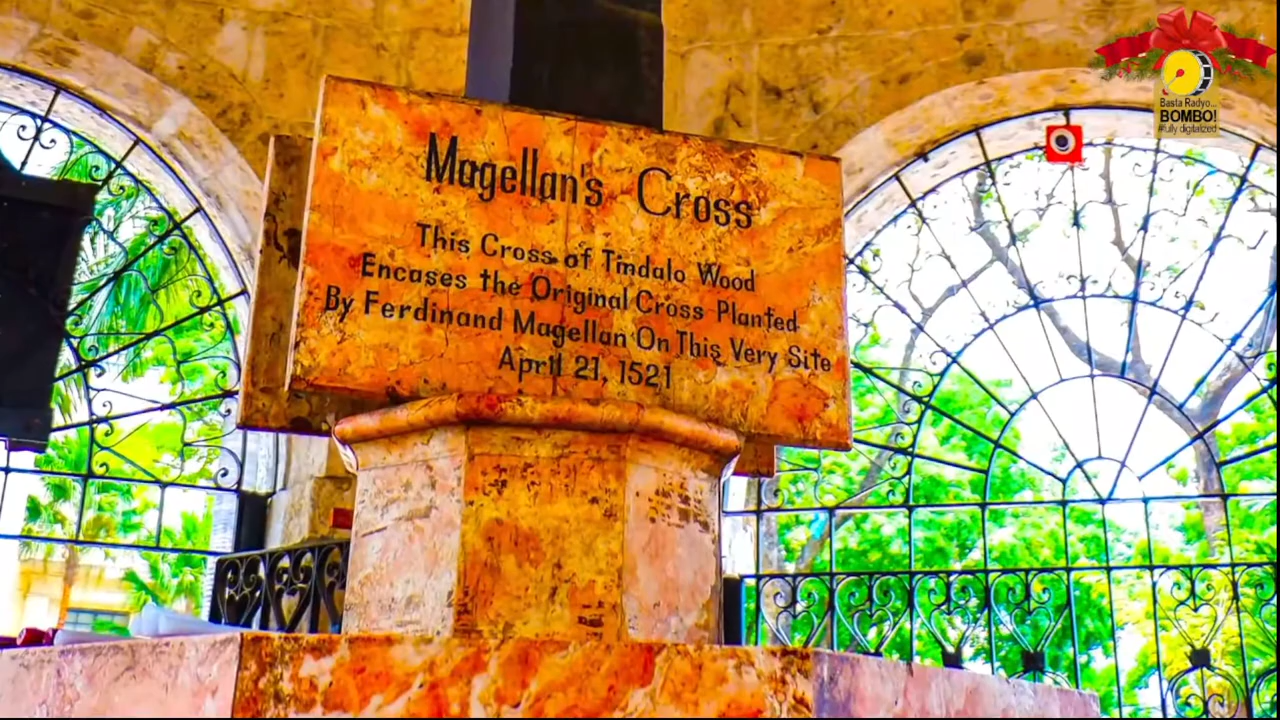 Magellan's Cross
This Cross of Tindalo Wood
Encases the Original Cross Planted
By Ferdinand Magellan On This Very Site
April 21, 1521
Basta Radyo...
BOMBO!
#fully digitalized